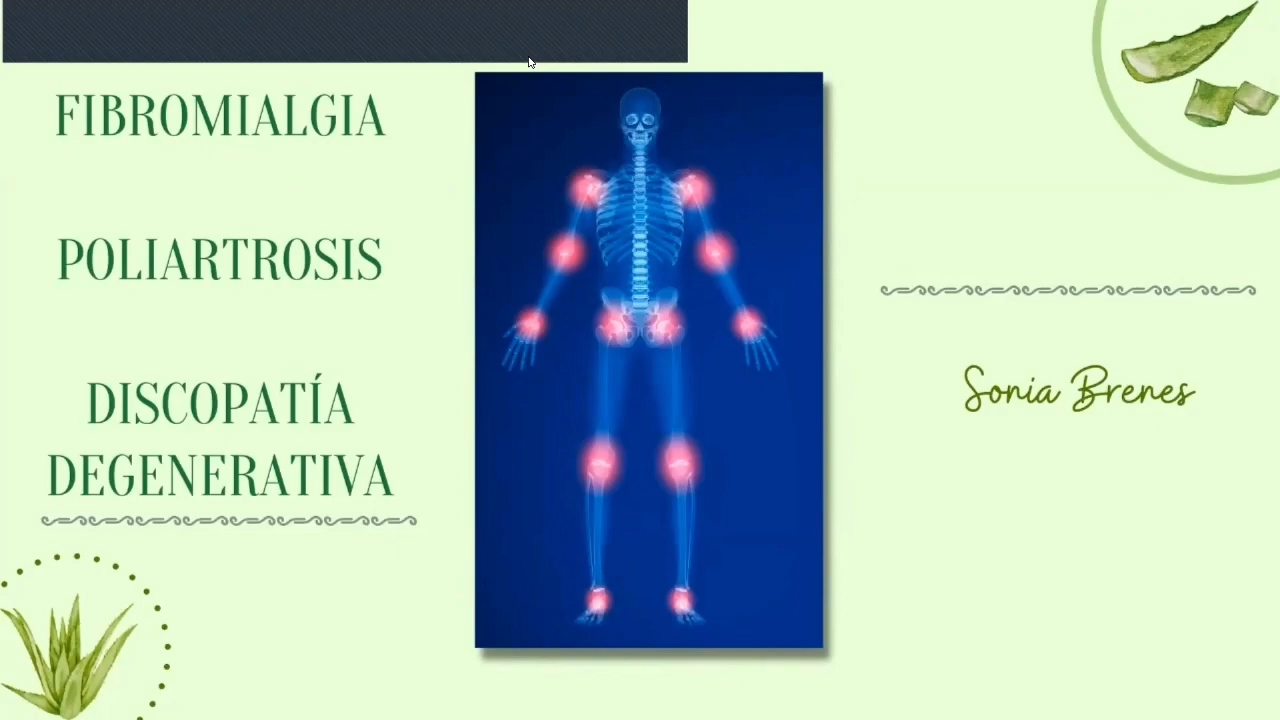 FIBROMIALGIA
POLIARTROSIS
DISCOPATÍA
DEGENERATIVA
Sonia Brenes